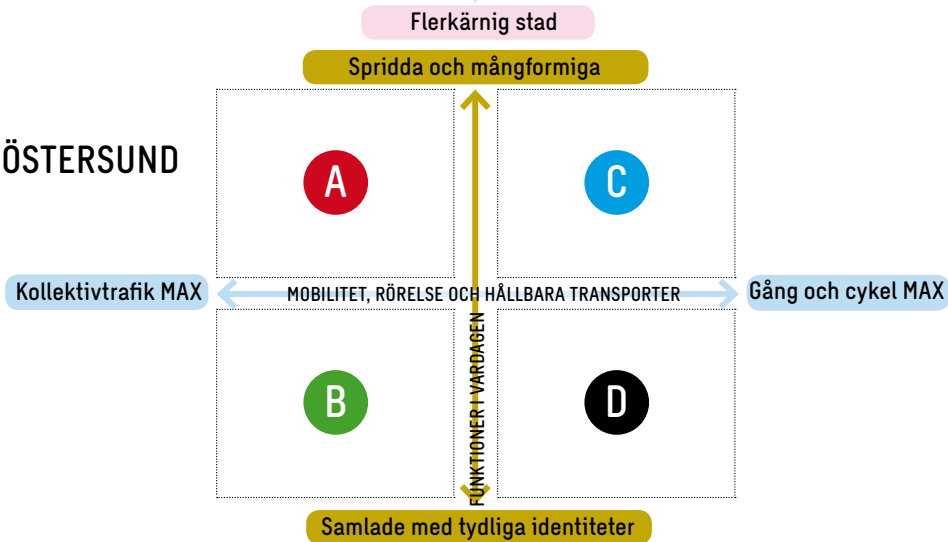 Flerkärnig stad
Spridda och mångformiga
ÖSTERSUND
A
C
Kollektivtrafik MAX
MOBILITET, RÖRELSE OCH HÅLLBARA TRANSPORTER
Gång och cykel MAX
FUNKTIONER I VARDAGEN
B
D
Samlade med tydliga identiteter